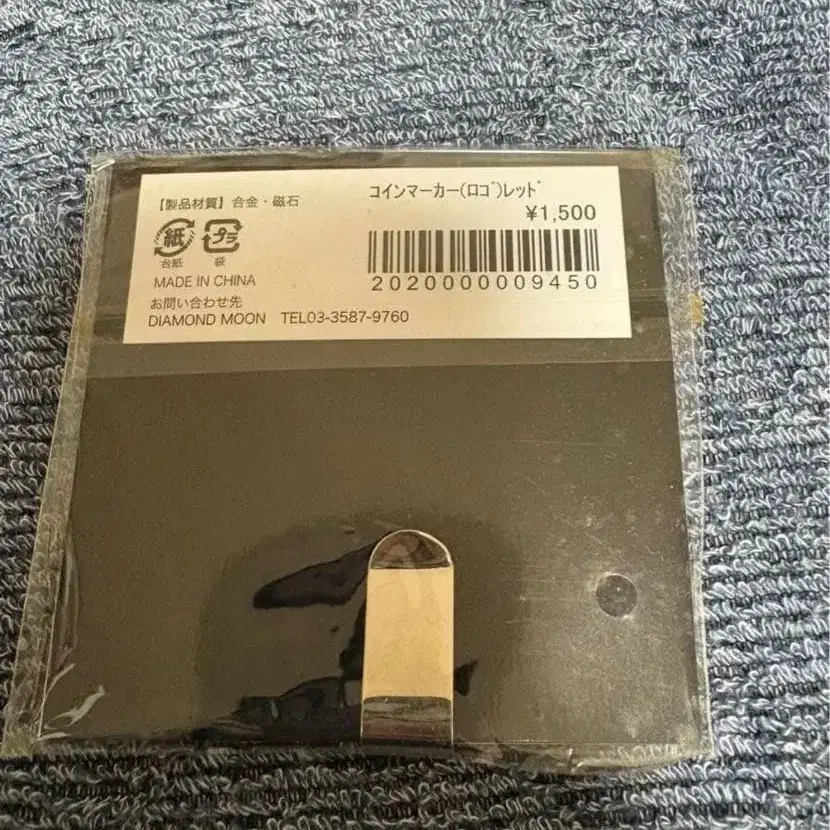 【製品材質】合金・磁石
紙 プラ
台紙 袋
MADE IN CHINA
お問い合わせ先
DIAMOND MOON TEL03-3587-9760
コインマーカー(ロゴ)レッド
¥1,500
2020000009450